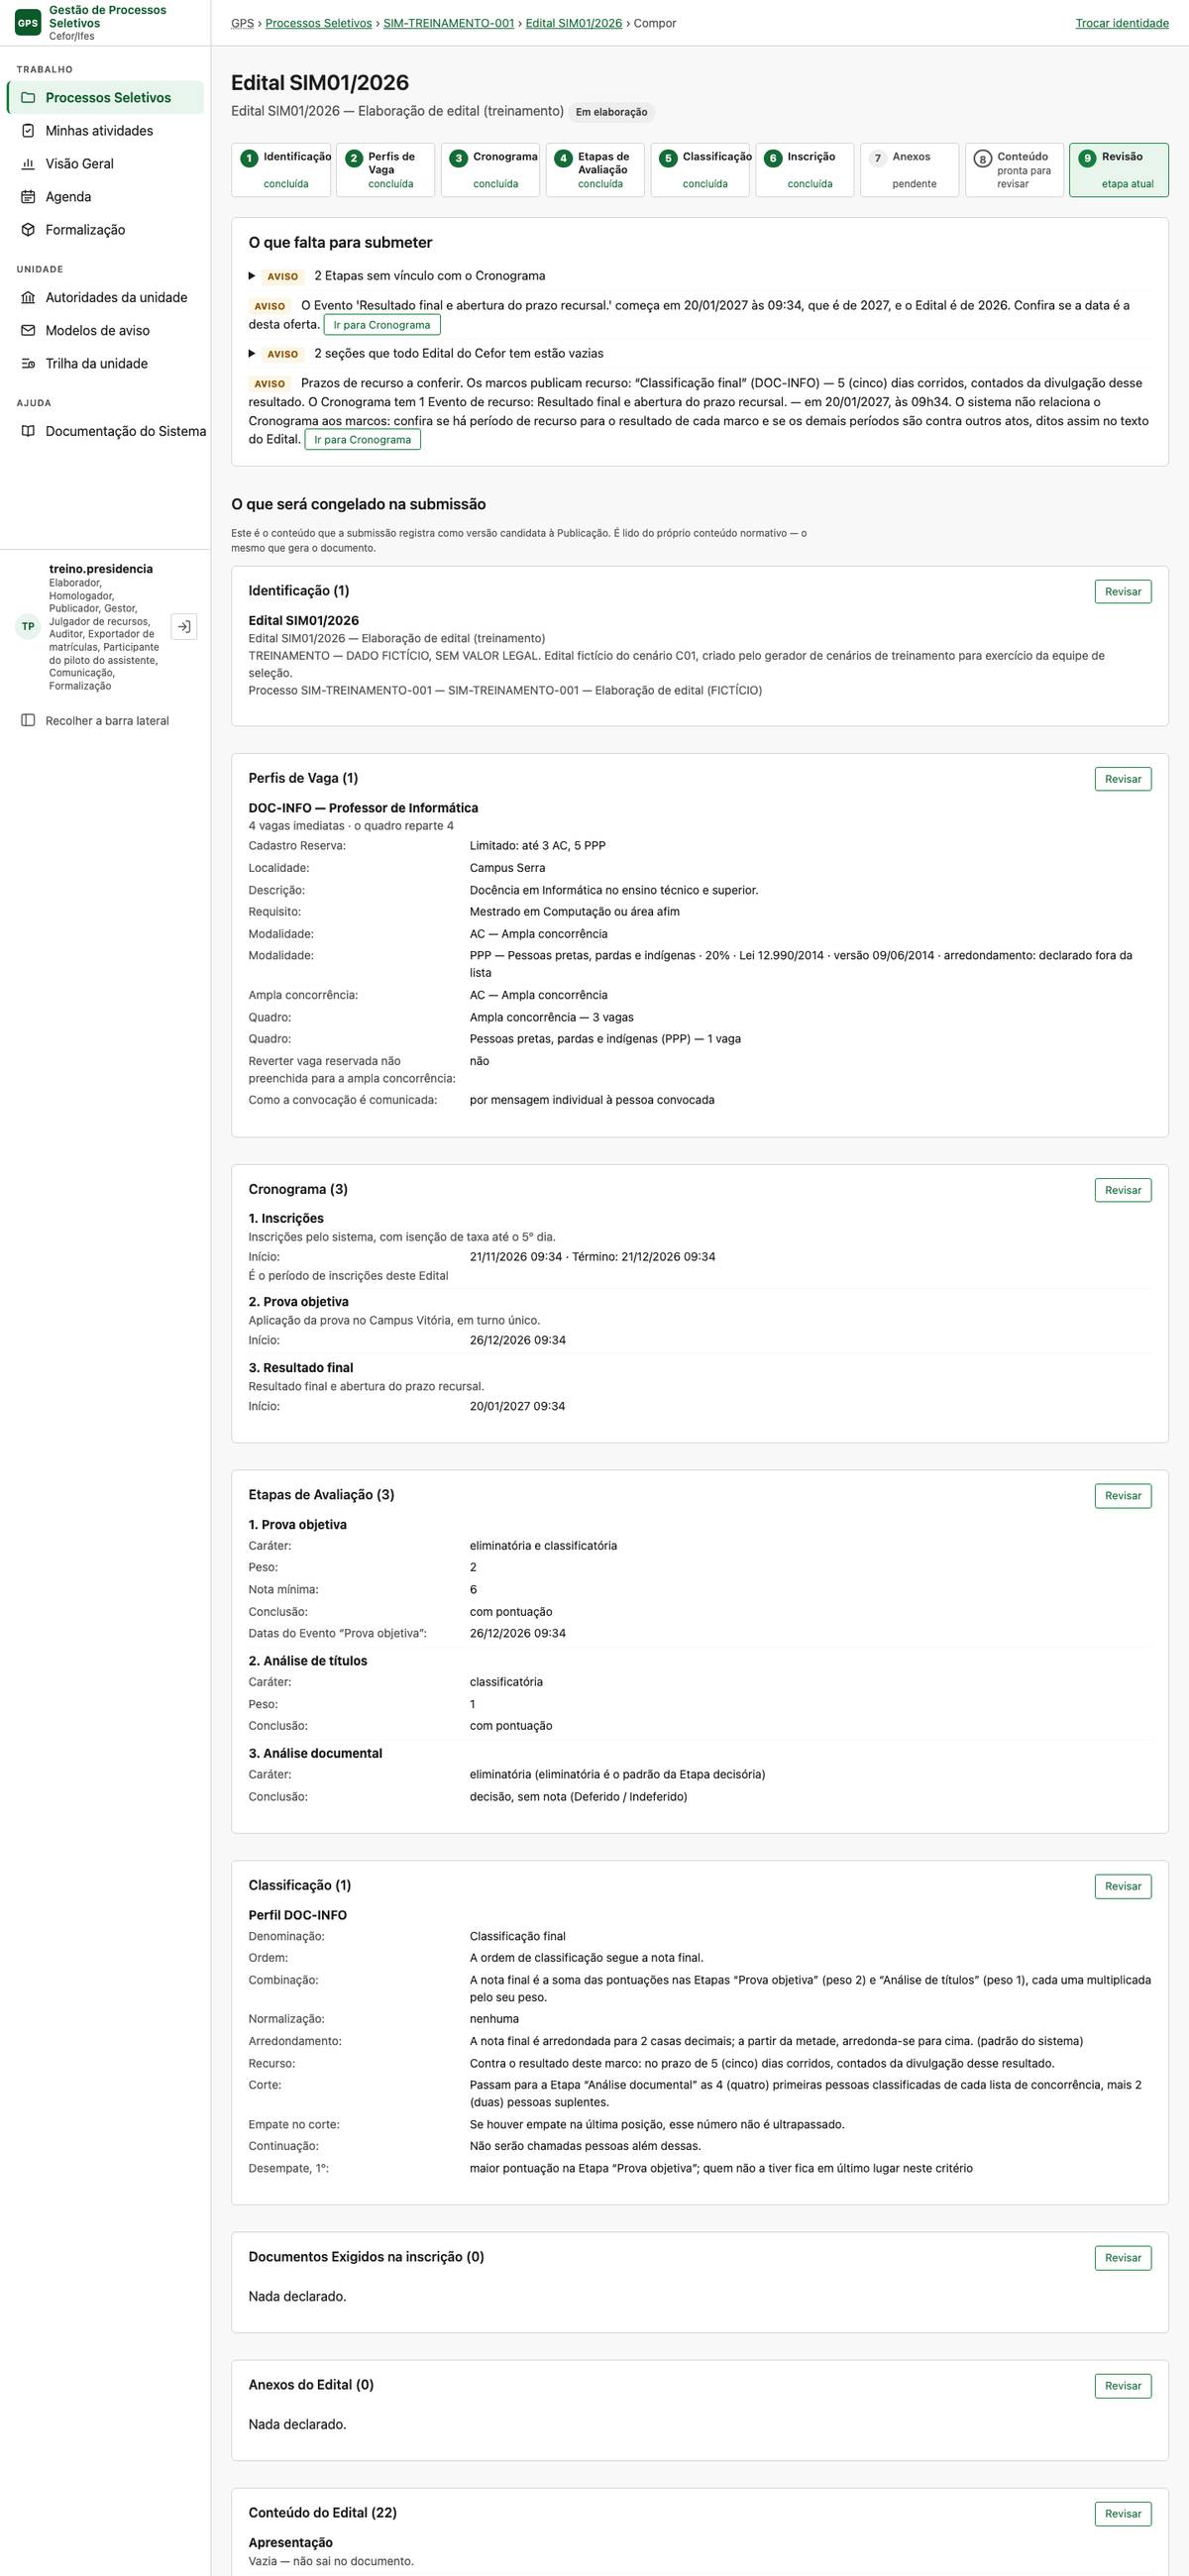 GPS
Gestão de Processos
Seletivos
Cefor/Ifes
GPS › Processos Seletivos › SIM-TREINAMENTO-001 › Edital SIM01/2026 › Compor
Trocar identidade
TRABALHO
Processos Seletivos
Minhas atividades
Visão Geral
Agenda
Formalização
UNIDADE
Autoridades da unidade
Modelos de aviso
Trilha da unidade
AJUDA
Documentação do Sistema
TP
treino.presidencia
Elaborador,
Homologador,
Publicador, Gestor,
Julgador de recursos,
Auditor, Exportador de
matrículas, Participante
do piloto do assistente,
Comunicação,
Formalização
Recolher a barra lateral
Edital SIM01/2026
Edital SIM01/2026 — Elaboração de edital (treinamento) Em elaboração
1 Identificação
concluída
2 Perfis de
Vaga
concluída
3 Cronograma
concluída
4 Etapas de
Avaliação
concluída
5 Classificação
concluída
6 Inscrição
concluída
7 Anexos
pendente
8 Conteúdo
pronta para
revisar
9 Revisão
etapa atual
O que falta para submeter
AVISO 2 Etapas sem vínculo com o Cronograma
AVISO O Evento 'Resultado final e abertura do prazo recursal.' começa em 20/01/2027 às 09:34, que é de 2027, e o Edital é de 2026. Confira se a data é a
desta oferta. Ir para Cronograma
AVISO 2 seções que todo Edital do Cefor tem estão vazias
AVISO Prazos de recurso a conferir. Os marcos publicam recurso: “Classificação final” (DOC-INFO) — 5 (cinco) dias corridos, contados da divulgação desse
resultado. O Cronograma tem 1 Evento de recurso: Resultado final e abertura do prazo recursal. — em 20/01/2027, às 09h34. O sistema não relaciona o
Cronograma aos marcos: confira se há período de recurso para o resultado de cada marco e se os demais períodos são contra outros atos, ditos assim no texto
do Edital. Ir para Cronograma
O que será congelado na submissão
Este é o conteúdo que a submissão registra como versão candidata à Publicação. É lido do próprio conteúdo normativo — o
mesmo que gera o documento.
Identificação (1)
Revisar
Edital SIM01/2026
Edital SIM01/2026 — Elaboração de edital (treinamento)
TREINAMENTO — DADO FICTÍCIO, SEM VALOR LEGAL. Edital fictício do cenário C01, criado pelo gerador de cenários de treinamento para exercício da equipe de
seleção.
Processo SIM-TREINAMENTO-001 — SIM-TREINAMENTO-001 — Elaboração de edital (FICTÍCIO)
Perfis de Vaga (1)
Revisar
DOC-INFO — Professor de Informática
4 vagas imediatas · o quadro reparte 4
Cadastro Reserva: Limitado: até 3 AC, 5 PPP
Localidade: Campus Serra
Descrição: Docência em Informática no ensino técnico e superior.
Requisito: Mestrado em Computação ou área afim
Modalidade: AC — Ampla concorrência
Modalidade: PPP — Pessoas pretas, pardas e indígenas · 20% · Lei 12.990/2014 · versão 09/06/2014 · arredondamento: declarado fora da
lista
Ampla concorrência: AC — Ampla concorrência
Quadro: Ampla concorrência — 3 vagas
Quadro: Pessoas pretas, pardas e indígenas (PPP) — 1 vaga
Reverter vaga reservada não não
preenchida para a ampla concorrência:
Como a convocação é comunicada: por mensagem individual à pessoa convocada
Cronograma (3)
Revisar
1. Inscrições
Inscrições pelo sistema, com isenção de taxa até o 5º dia.
Início: 21/11/2026 09:34 · Término: 21/12/2026 09:34
É o período de inscrições deste Edital
2. Prova objetiva
Aplicação da prova no Campus Vitória, em turno único.
Início: 26/12/2026 09:34
3. Resultado final
Resultado final e abertura do prazo recursal.
Início: 20/01/2027 09:34
Etapas de Avaliação (3)
Revisar
1. Prova objetiva
Caráter: eliminatória e classificatória
Peso: 2
Nota mínima: 6
Conclusão: com pontuação
Datas do Evento “Prova objetiva”: 26/12/2026 09:34
2. Análise de títulos
Caráter: classificatória
Peso: 1
Conclusão: com pontuação
3. Análise documental
Caráter: eliminatória (eliminatória é o padrão da Etapa decisória)
Conclusão: decisão, sem nota (Deferido / Indeferido)
Classificação (1)
Revisar
Perfil DOC-INFO
Denominação: Classificação final
Ordem: A ordem de classificação segue a nota final.
Combinação: A nota final é a soma das pontuações nas Etapas “Prova objetiva” (peso 2) e “Análise de títulos” (peso 1), cada uma multiplicada
pelo seu peso.
Normalização: nenhuma
Arredondamento: A nota final é arredondada para 2 casas decimais; a partir da metade, arredonda-se para cima. (padrão do sistema)
Recurso: Contra o resultado deste marco: no prazo de 5 (cinco) dias corridos, contados da divulgação desse resultado.
Corte: Passam para a Etapa “Análise documental” as 4 (quatro) primeiras pessoas classificadas de cada lista de concorrência, mais 2
(duas) pessoas suplentes.
Empate no corte: Se houver empate na última posição, esse número não é ultrapassado.
Continuação: Não serão chamadas pessoas além dessas.
Desempate, 1º: maior pontuação na Etapa “Prova objetiva”; quem não a tiver fica em último lugar neste critério
Documentos Exigidos na inscrição (0)
Revisar
Nada declarado.
Anexos do Edital (0)
Revisar
Nada declarado.
Conteúdo do Edital (22)
Revisar
Apresentação
Vazia — não sai no documento.